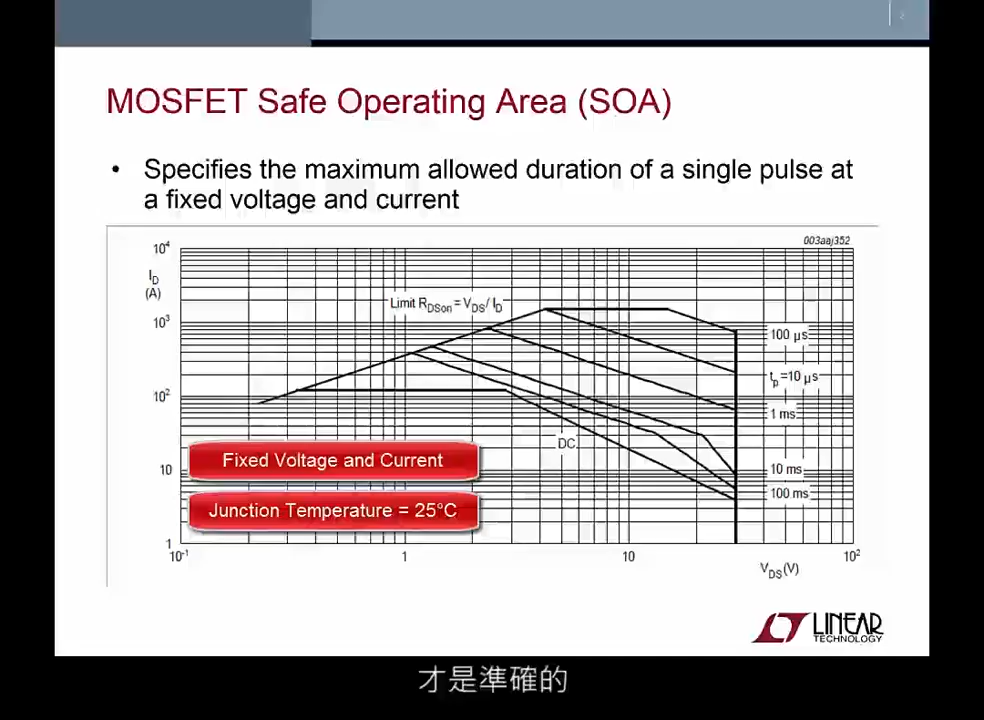 2
MOSFET Safe Operating Area (SOA)
• Specifies the maximum allowed duration of a single pulse at
a fixed voltage and current
003aaj352
10⁴
I_D
(A)
Limit R_DSon = V_DS/ I_D
10³
100 µs
t_p =10 µs
10²
1 ms
DC
Fixed Voltage and Current
10
10 ms
100 ms
Junction Temperature = 25°C
1
10⁻¹
1
10
10²
V_DS (V)
LINEAR
TECHNOLOGY
才是準確的